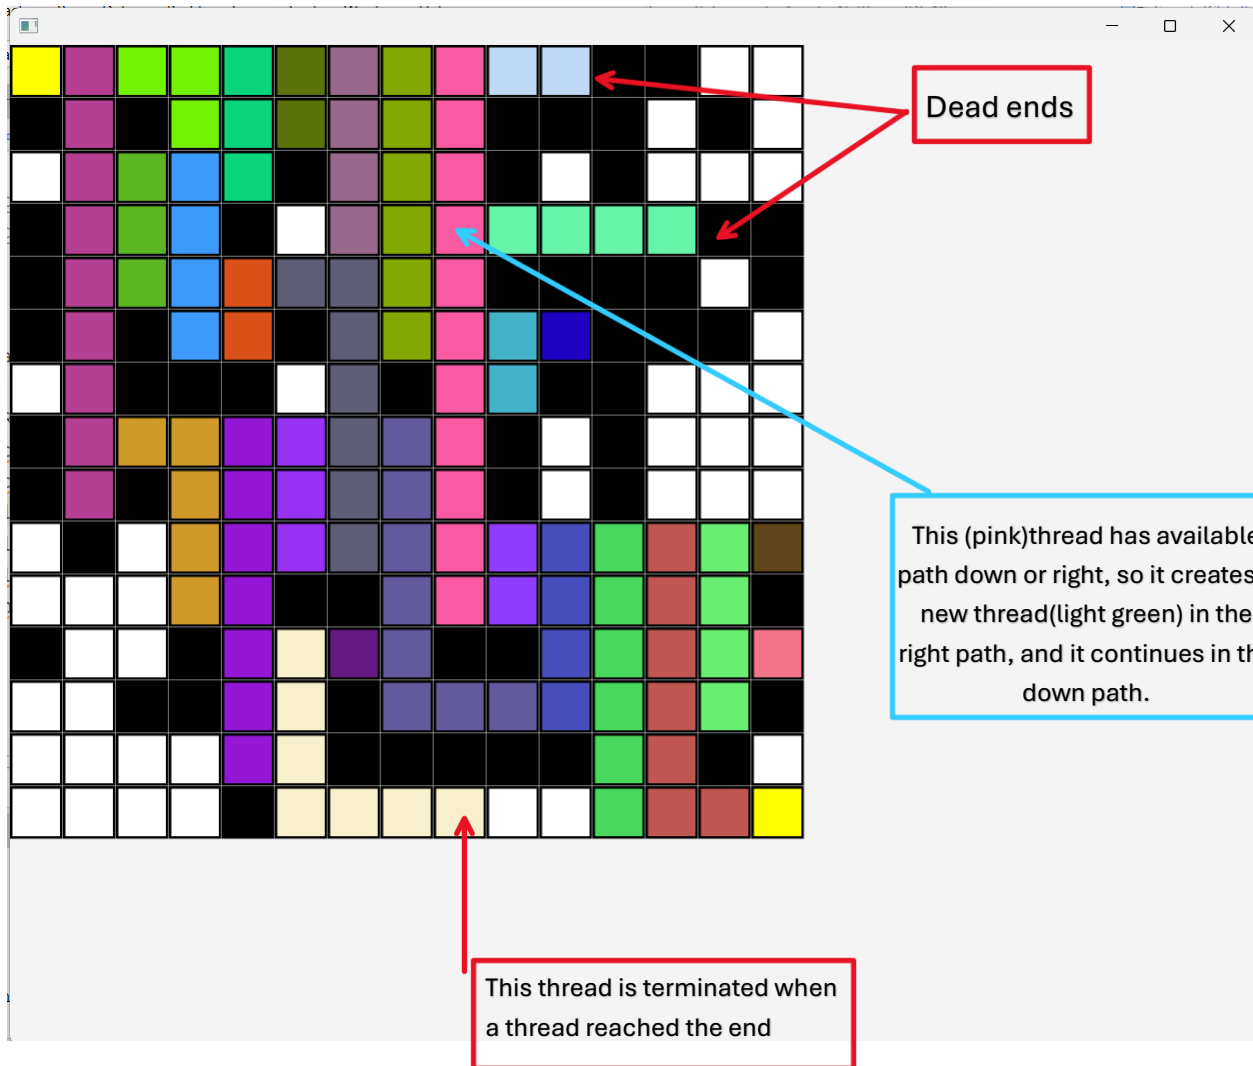 Dead ends
This (pink)thread has available
path down or right, so it creates
new thread(light green) in the
right path, and it continues in th
down path.
This thread is terminated when
a thread reached the end